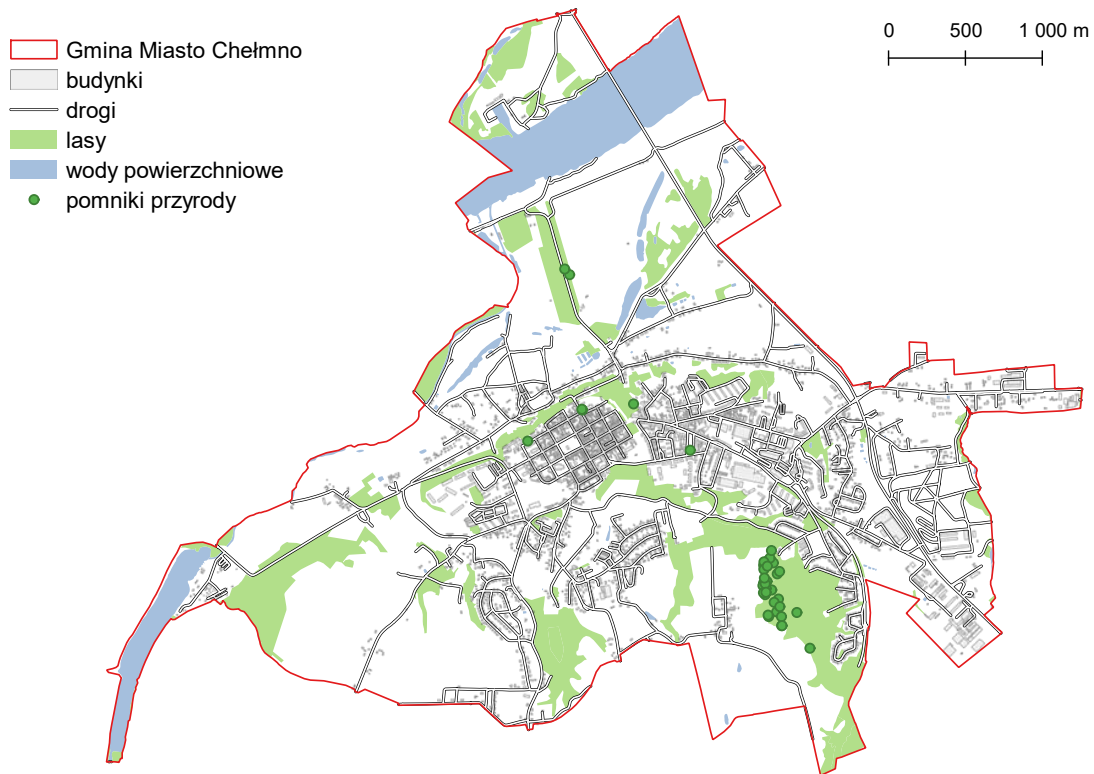 Gmina Miasto Chełmno
budynki
drogi
lasy
wody powierzchniowe
pomniki przyrody
0 500 1 000 m